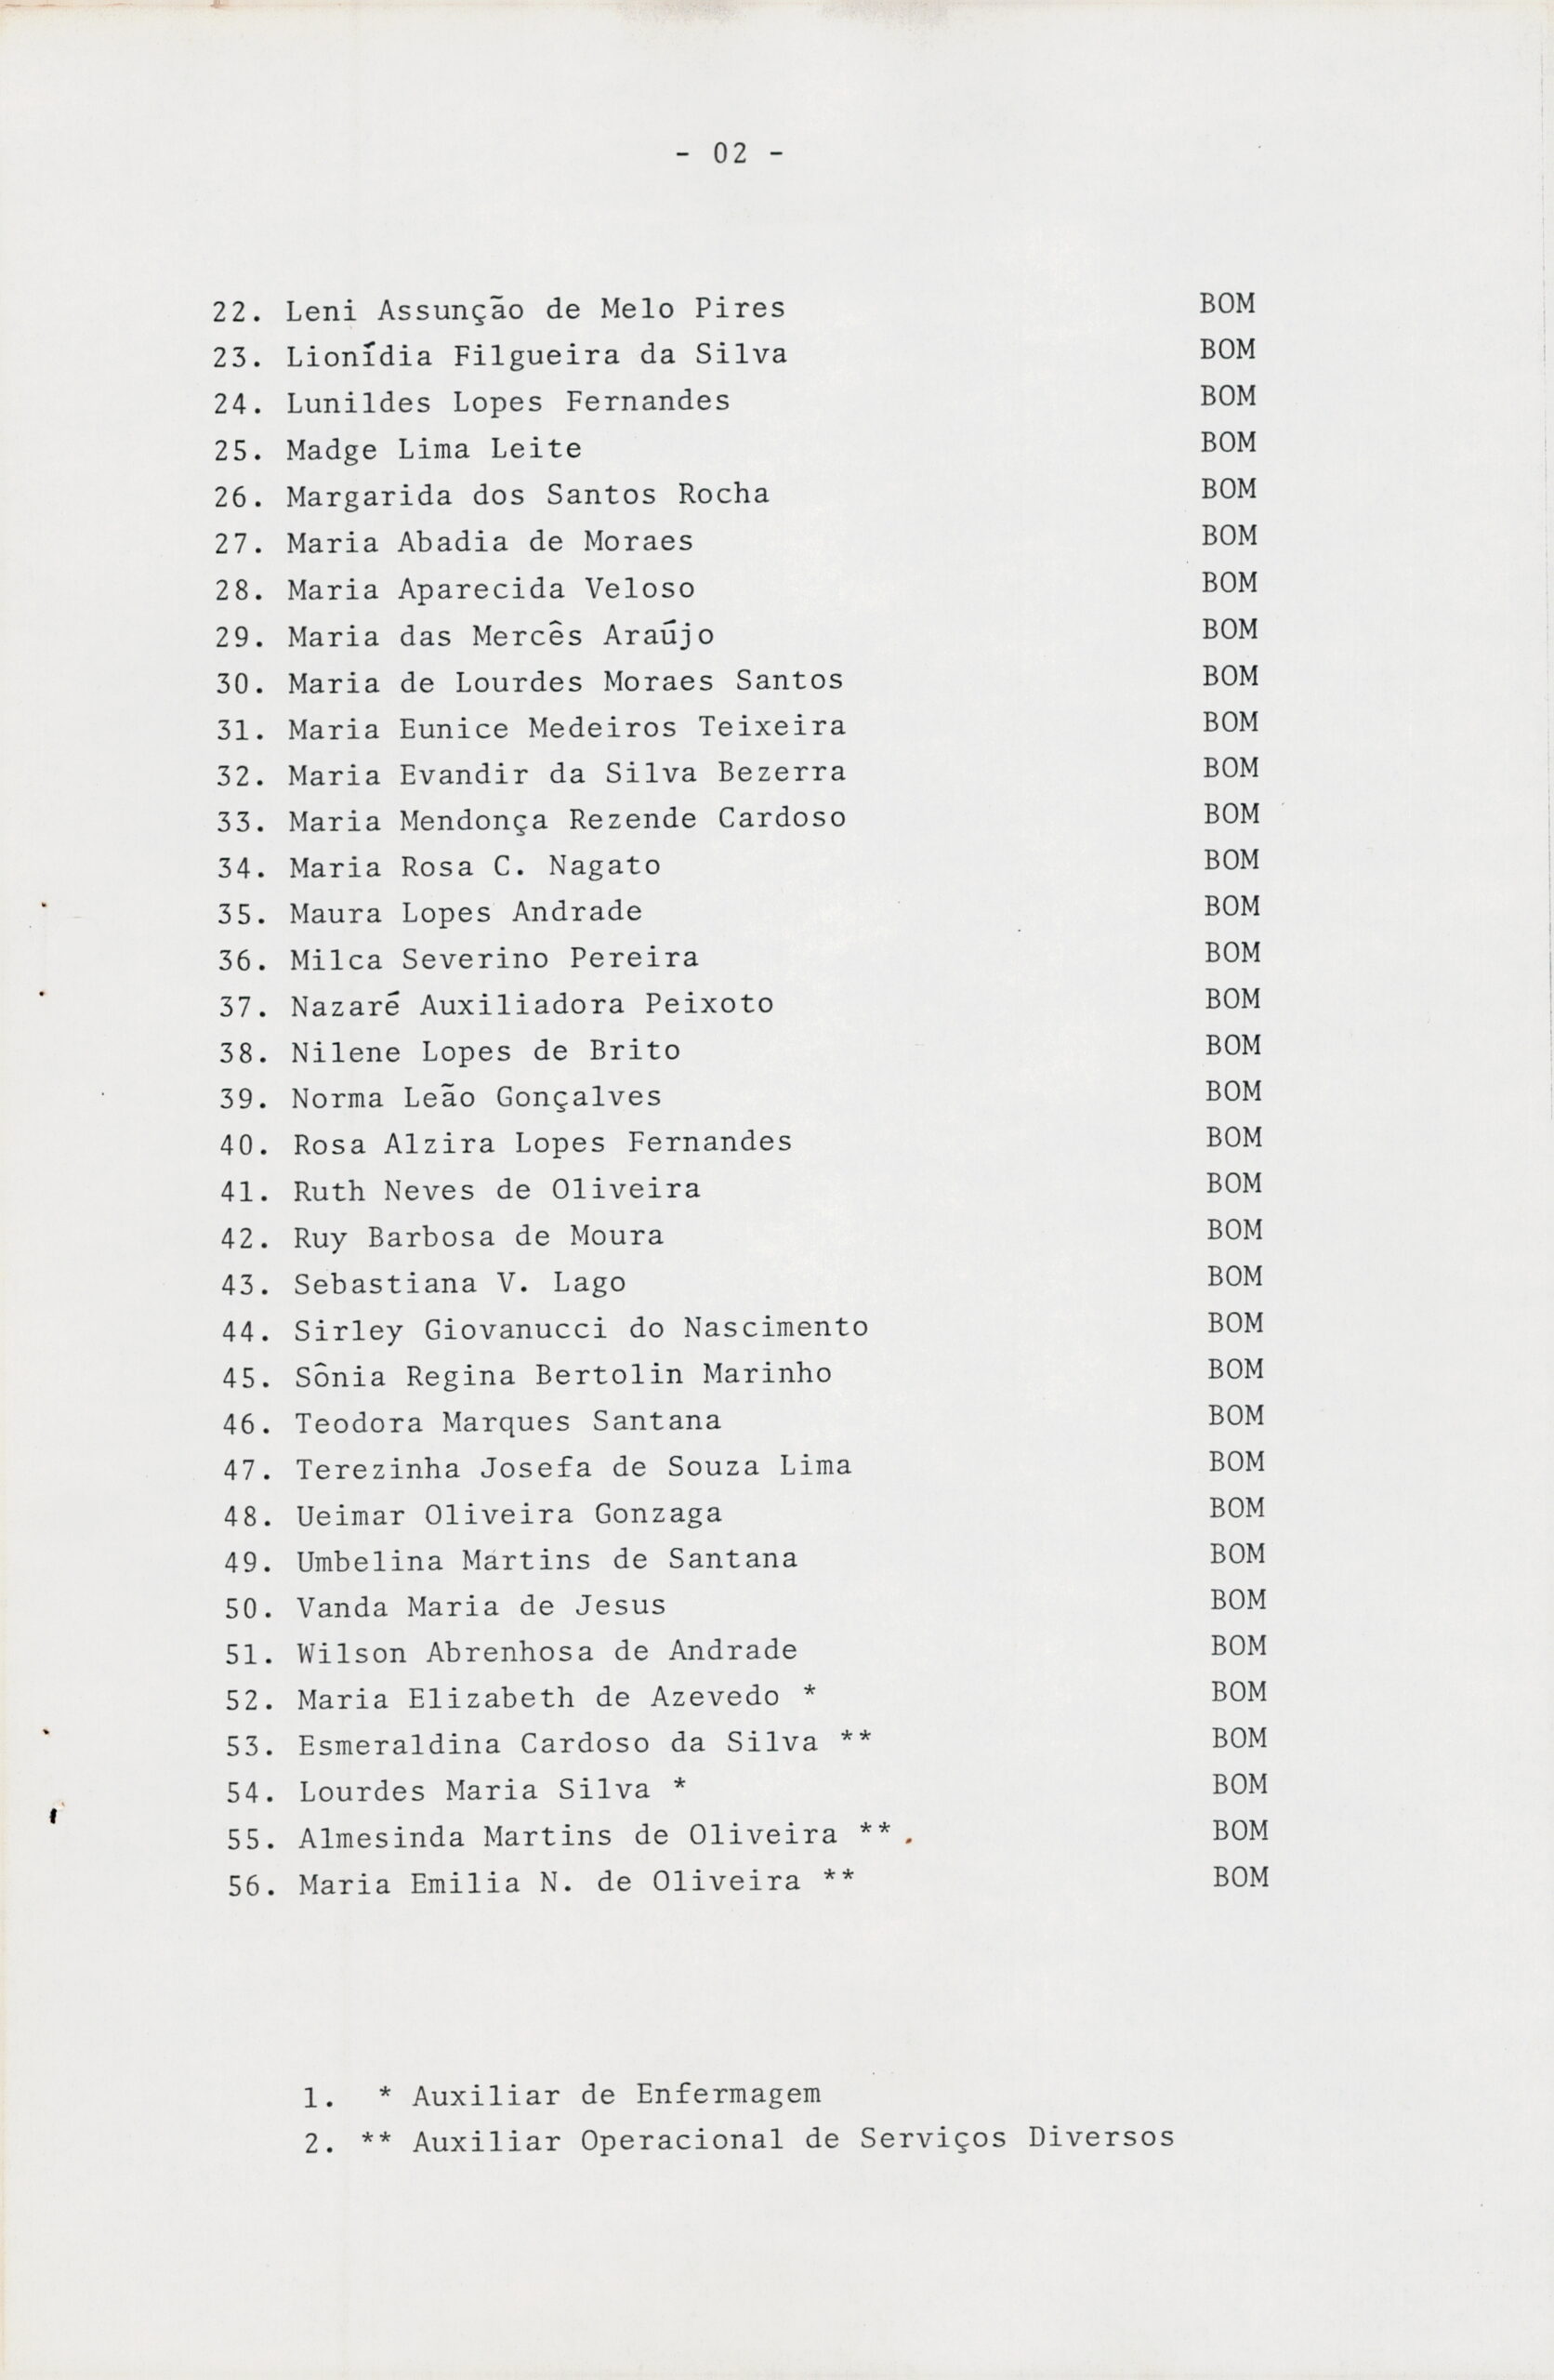 - 02 -
22. Leni Assunção de Melo Pires BOM
23. Lionídia Filgueira da Silva BOM
24. Lunildes Lopes Fernandes BOM
25. Madge Lima Leite BOM
26. Margarida dos Santos Rocha BOM
27. Maria Abadia de Moraes BOM
28. Maria Aparecida Veloso BOM
29. Maria das Mercês Araújo BOM
30. Maria de Lourdes Moraes Santos BOM
31. Maria Eunice Medeiros Teixeira BOM
32. Maria Evandir da Silva Bezerra BOM
33. Maria Mendonça Rezende Cardoso BOM
34. Maria Rosa C. Nagato BOM
35. Maura Lopes Andrade BOM
36. Milca Severino Pereira BOM
37. Nazaré Auxiliadora Peixoto BOM
38. Nilene Lopes de Brito BOM
39. Norma Leão Gonçalves BOM
40. Rosa Alzira Lopes Fernandes BOM
41. Ruth Neves de Oliveira BOM
42. Ruy Barbosa de Moura BOM
43. Sebastiana V. Lago BOM
44. Sirley Giovanucci do Nascimento BOM
45. Sônia Regina Bertolin Marinho BOM
46. Teodora Marques Santana BOM
47. Terezinha Josefa de Souza Lima BOM
48. Ueimar Oliveira Gonzaga BOM
49. Umbelina Martins de Santana BOM
50. Vanda Maria de Jesus BOM
51. Wilson Abrenhosa de Andrade BOM
52. Maria Elizabeth de Azevedo * BOM
53. Esmeraldina Cardoso da Silva ** BOM
54. Lourdes Maria Silva * BOM
55. Almesinda Martins de Oliveira ** BOM
56. Maria Emilia N. de Oliveira ** BOM
1. * Auxiliar de Enfermagem
2. ** Auxiliar Operacional de Serviços Diversos